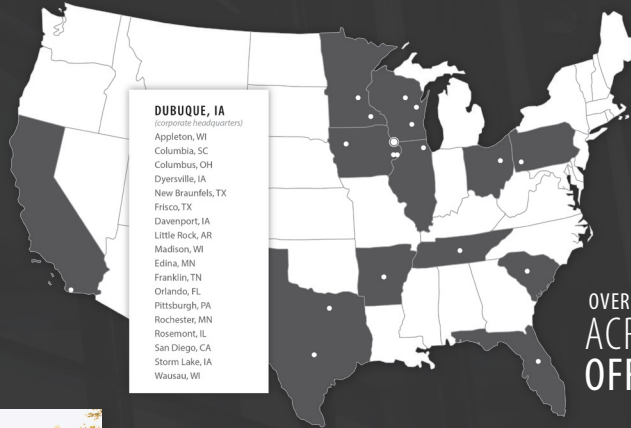 DUBUQUE, IA
(corporate headquarters)
Appleton, WI
Columbia, SC
Columbus, OH
Dyersville, IA
New Braunfels, TX
Frisco, TX
Davenport, IA
Little Rock, AR
Madison, WI
Edina, MN
Franklin, TN
Orlando, FL
Pittsburgh, PA
Rochester, MN
Rosemont, IL
San Diego, CA
Storm Lake, IA
Wausau, WI
OVER